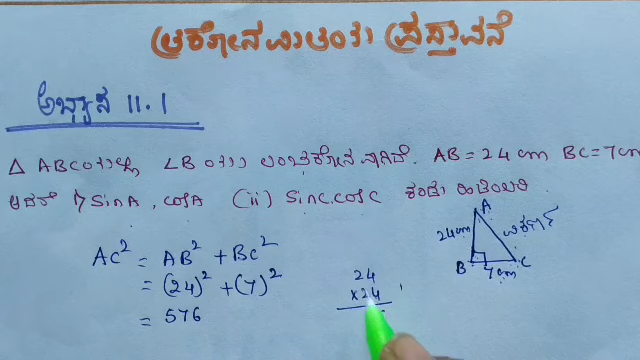 ತ್ರಿಕೋನಮಿತಿಯ ಪ್ರಸ್ತಾವನೆ
ಅಭ್ಯಾಸ 11.1
Δ ABCಯಲ್ಲಿ ∠B ಯು ಲಂಬಕೋನವಾಗಿದೆ. AB = 24 cm BC = 7cm
ಆದರೆ i) SinA, cosA (ii) SinC, cosC ಕಂಡು ಹಿಡಿಯಿರಿ.
A
24cm
ವಿಕರ್ಣ
B
7cm
C
AC² = AB² + BC²
= (24)² + (7)²
= 576
24
×24